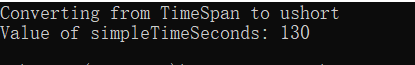 Converting from TimeSpan to ushort
Value of simpleTimeSeconds: 130